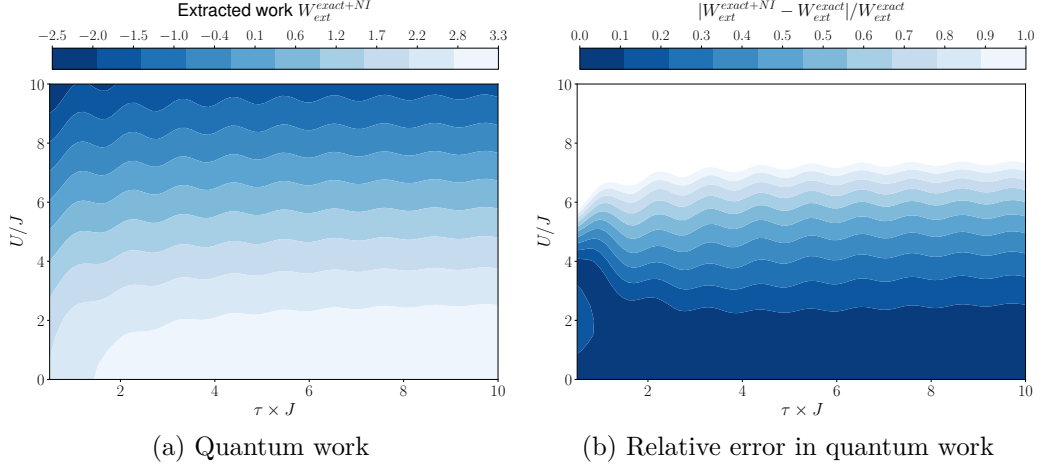 Extracted work $W_{ext}^{exact+NI}$
−2.5 −2.0 −1.5 −1.0 −0.4 0.1 0.6 1.2 1.7 2.2 2.8 3.3
10
8
6
4
2
0
U/J
2 4 6 8 10
τ × J
(a) Quantum work
$|W_{ext}^{exact+NI} - W_{ext}^{exact}|/W_{ext}^{exact}$
0.0 0.1 0.2 0.3 0.4 0.5 0.5 0.6 0.7 0.8 0.9 1.0
10
8
6
4
2
0
U/J
2 4 6 8 10
τ × J
(b) Relative error in quantum work